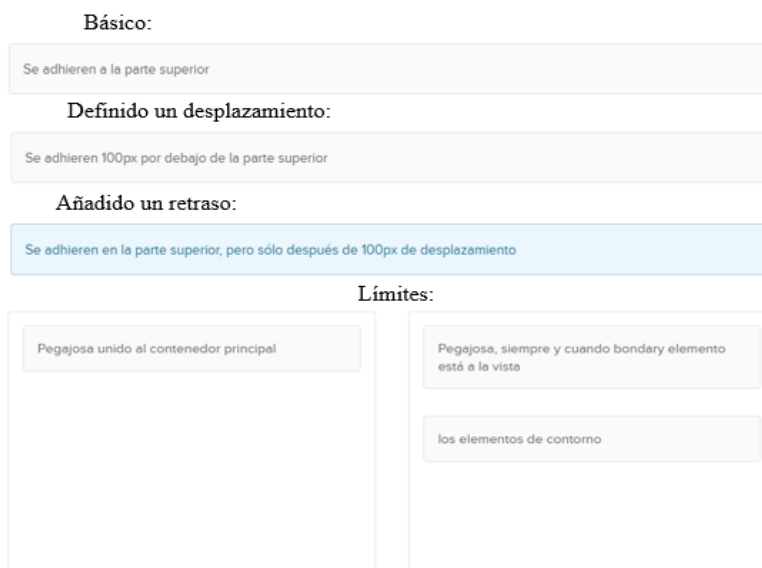 Básico:
Se adhieren a la parte superior
Definido un desplazamiento:
Se adhieren 100px por debajo de la parte superior
Añadido un retraso:
Se adhieren en la parte superior, pero sólo después de 100px de desplazamiento
Límites:
Pegajosa unido al contenedor principal
Pegajosa, siempre y cuando bondary elemento
está a la vista
los elementos de contorno